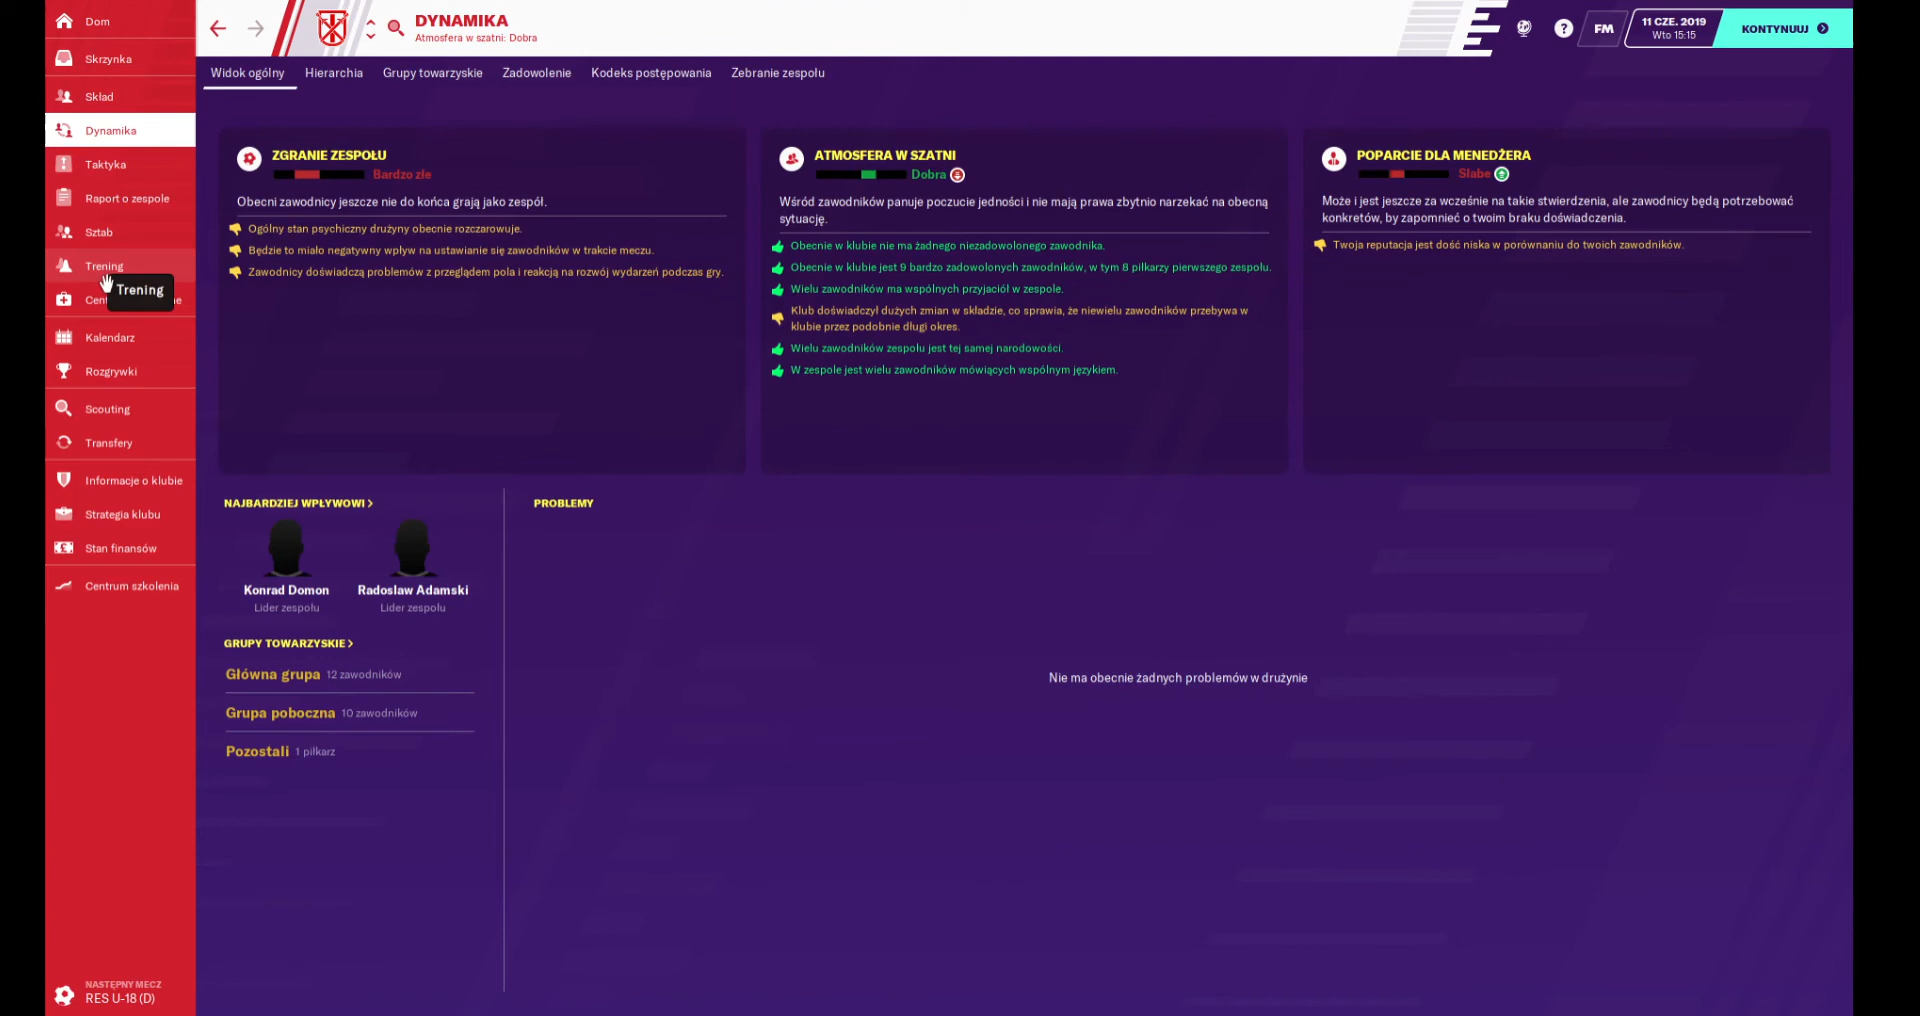 Dom
Skrzynka
Skład
Dynamika
Taktyka
Raport o zespole
Sztab
Trening
Trening
Kalendarz
Rozgrywki
Scouting
Transfery
Informacje o klubie
Strategia klubu
Stan finansów
Centrum szkolenia
NASTĘPNY MECZ
RES U-18 (D)
DYNAMIKA
Atmosfera w szatni: Dobra
?
FM
11 CZE. 2019
Wto 15:15
KONTYNUUJ
Widok ogólny Hierarchia Grupy towarzyskie Zadowolenie Kodeks postępowania Zebranie zespołu
ZGRANIE ZESPOŁU
Bardzo złe
Obecni zawodnicy jeszcze nie do końca grają jako zespół.
Ogólny stan psychiczny drużyny obecnie rozczarowuje.
Będzie to miało negatywny wpływ na ustawianie się zawodników w trakcie meczu.
Zawodnicy doświadczą problemów z przeglądem pola i reakcją na rozwój wydarzeń podczas gry.
ATMOSFERA W SZATNI
Dobra
Wśród zawodników panuje poczucie jedności i nie mają prawa zbytnio narzekać na obecną
sytuację.
Obecnie w klubie nie ma żadnego niezadowolonego zawodnika.
Obecnie w klubie jest 9 bardzo zadowolonych zawodników, w tym 8 piłkarzy pierwszego zespołu.
Wielu zawodników ma wspólnych przyjaciół w zespole.
Klub doświadczył dużych zmian w składzie, co sprawia, że niewielu zawodników przebywa w
klubie przez podobnie długi okres.
Wielu zawodników zespołu jest tej samej narodowości.
W zespole jest wielu zawodników mówiących wspólnym językiem.
POPARCIE DLA MENEDŻERA
Słabe
Może i jest jeszcze za wcześnie na takie stwierdzenia, ale zawodnicy będą potrzebować
konkretów, by zapomnieć o twoim braku doświadczenia.
Twoja reputacja jest dość niska w porównaniu do twoich zawodników.
NAJBARDZIEJ WPŁYWOWI >
Konrad Domon
Lider zespołu
Radosław Adamski
Lider zespołu
GRUPY TOWARZYSKIE >
Główna grupa 12 zawodników
Grupa poboczna 10 zawodników
Pozostali 1 piłkarz
PROBLEMY
Nie ma obecnie żadnych problemów w drużynie